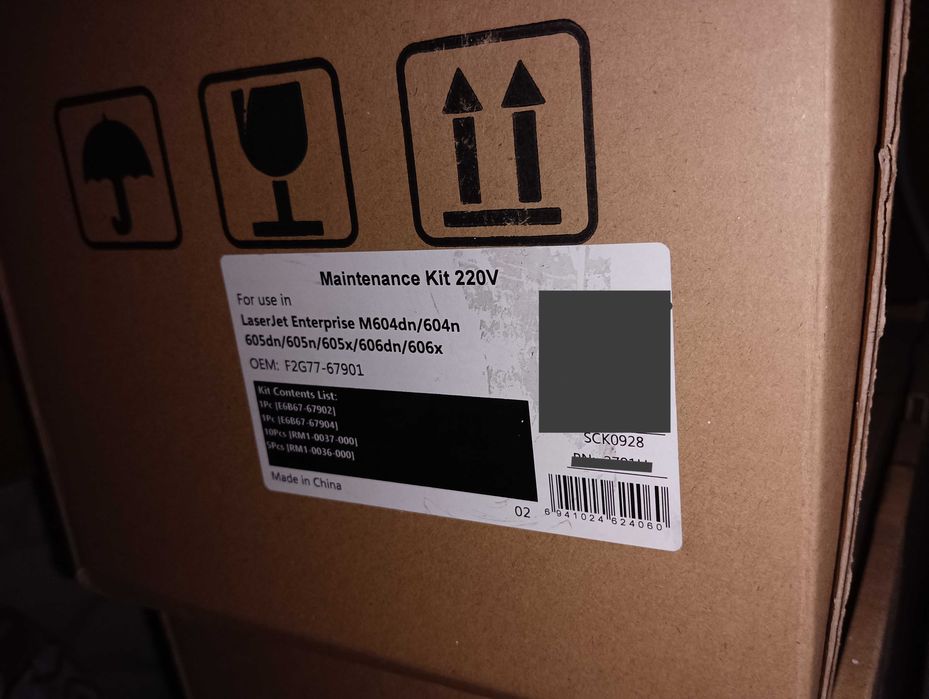 Maintenance Kit 220V
For use in
LaserJet Enterprise M604dn/604n
605dn/605n/605x/606dn/606x
OEM: F2G77-67901
Kit Contents List:
1Pc [E6B67-67902]
1Pc [E6B67-67904]
10Pcs [RM1-0037-000]
5Pcs [RM1-0036-000]
Made in China
02
SCK0928
6 941024 624060